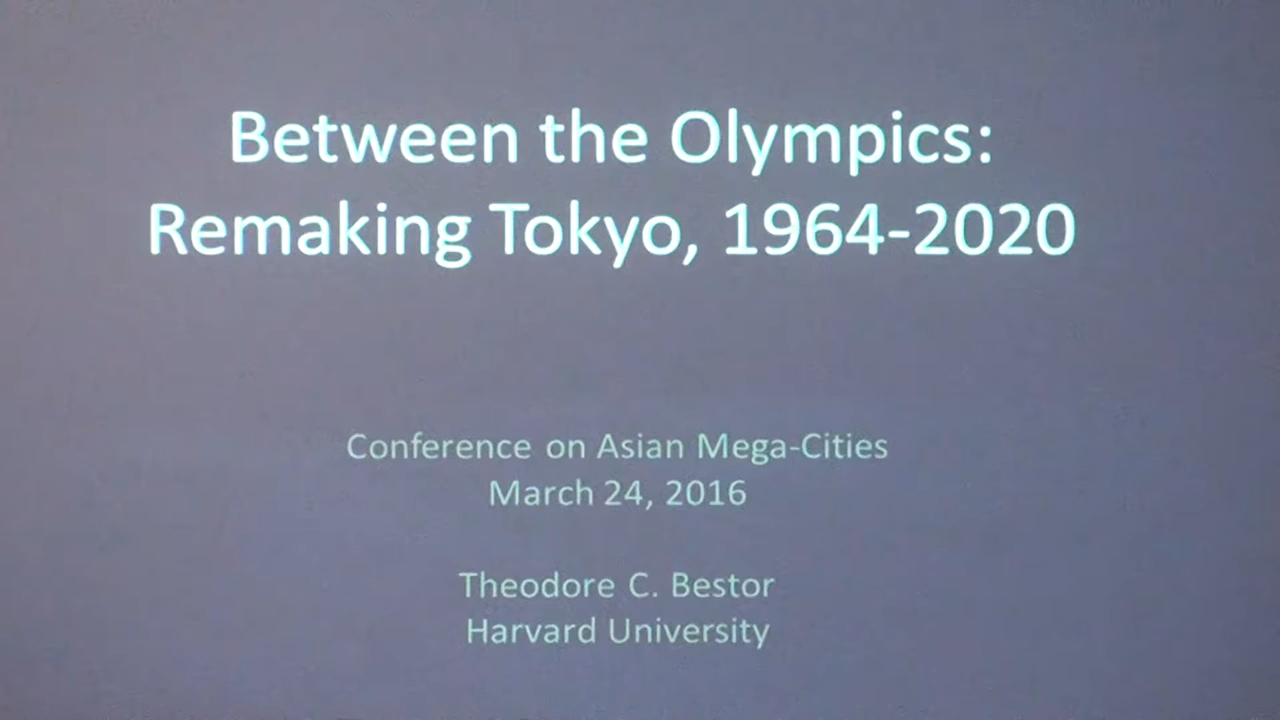 Between the Olympics:
Remaking Tokyo, 1964-2020
Conference on Asian Mega-Cities
March 24, 2016
Theodore C. Bestor
Harvard University